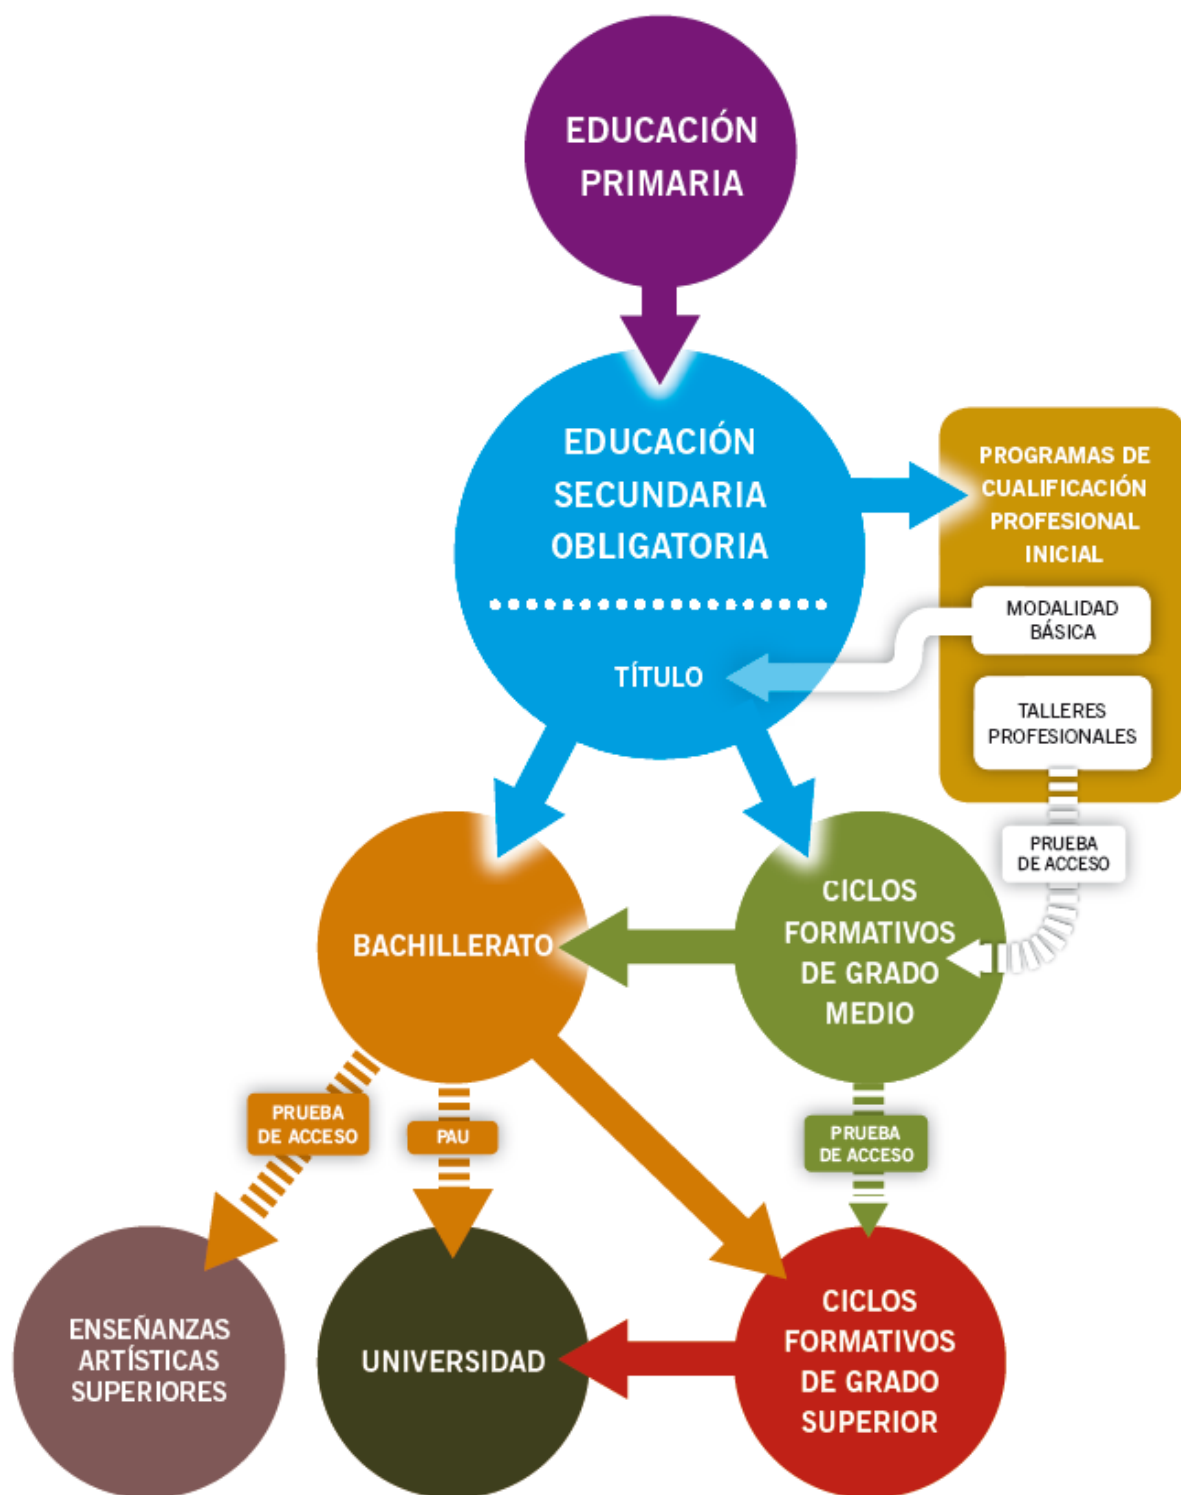 EDUCACIÓN
PRIMARIA
EDUCACIÓN
SECUNDARIA
OBLIGATORIA
TÍTULO
PROGRAMAS DE
CUALIFICACIÓN
PROFESIONAL
INICIAL
MODALIDAD
BÁSICA
TALLERES
PROFESIONALES
PRUEBA
DE ACCESO
BACHILLERATO
CICLOS
FORMATIVOS
DE GRADO
MEDIO
PRUEBA
DE ACCESO
PAU
PRUEBA
DE ACCESO
ENSEÑANZAS
ARTÍSTICAS
SUPERIORES
UNIVERSIDAD
CICLOS
FORMATIVOS
DE GRADO
SUPERIOR